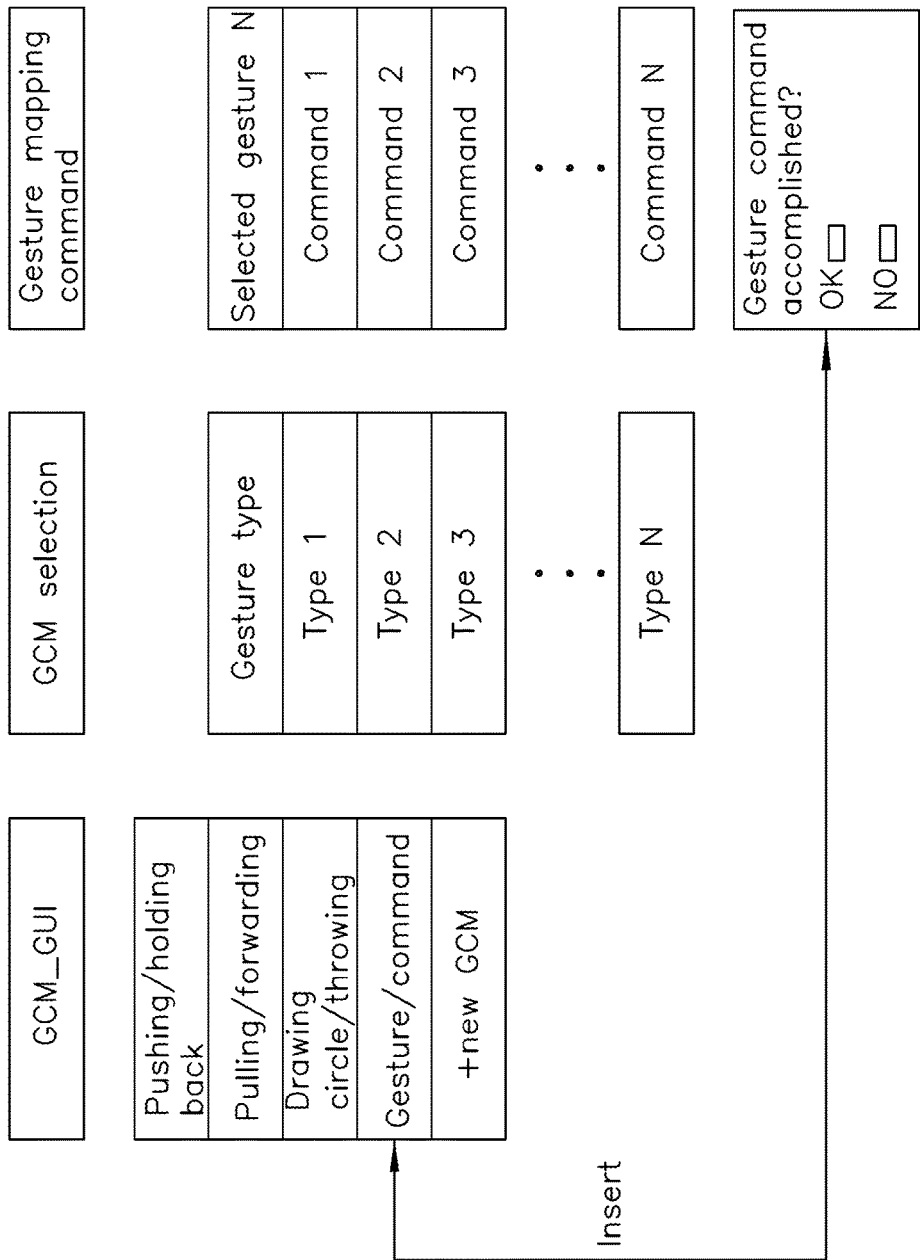 GCM_GUI
Pushing/holding
back
Pulling/forwarding
Drawing
circle/throwing
Gesture/command
+new GCM
Insert
GCM selection
Gesture type
Type 1
Type 2
Type 3
Type N
Gesture mapping
command
Selected gesture N
Command 1
Command 2
Command 3
Command N
Gesture command
accomplished?
OK
NO